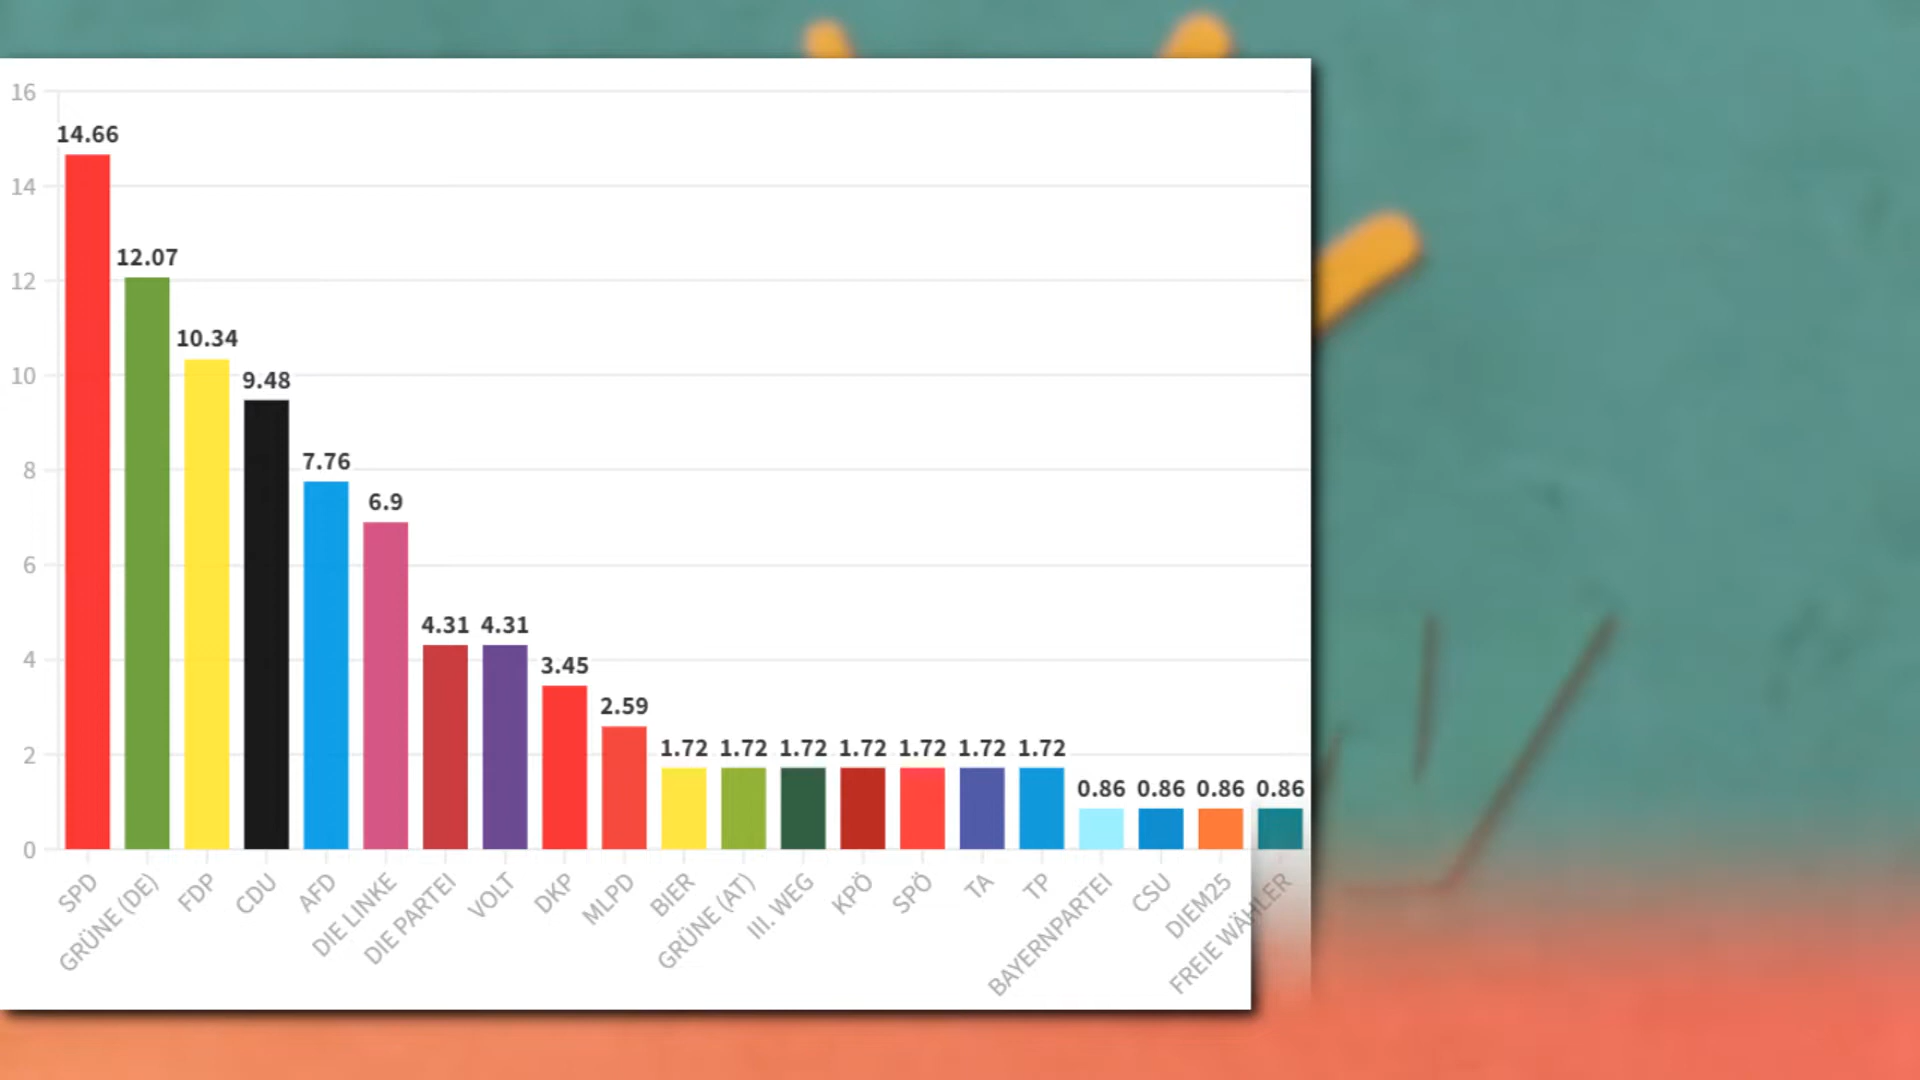 16
14
12
10
8
6
4
2
0
14.66
12.07
10.34
9.48
7.76
6.9
4.31
4.31
3.45
2.59
1.72
1.72
1.72
1.72
1.72
1.72
1.72
0.86
0.86
0.86
0.86
SPD
GRÜNE (DE)
FDP
CDU
AFD
DIE LINKE
DIE PARTEI
VOLT
DKP
MLPD
BIER
GRÜNE (AT)
III. WEG
KPÖ
SPÖ
TA
TP
BAYERNPARTEI
CSU
DIEM25
FREIE WÄHLER